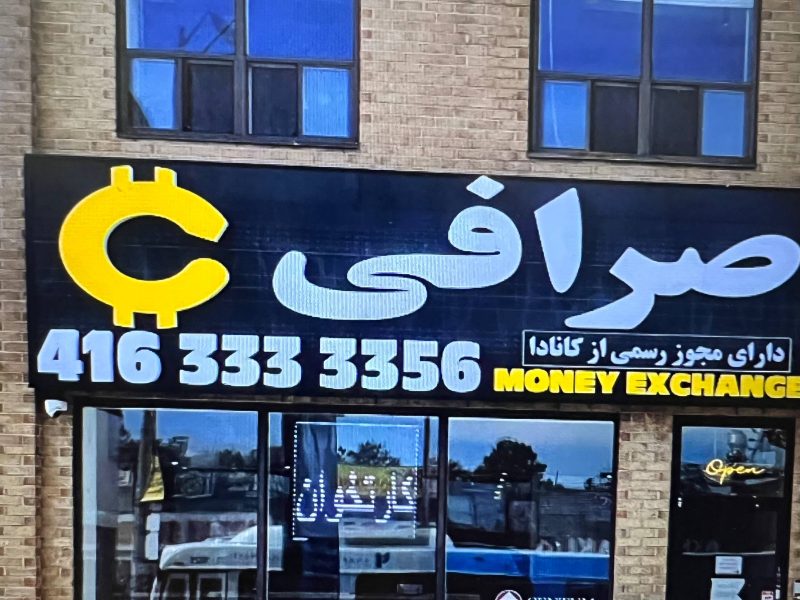 صرافی
416 333 3356
دارای مجوز رسمی از کانادا
MONEY EXCHANGE
Open